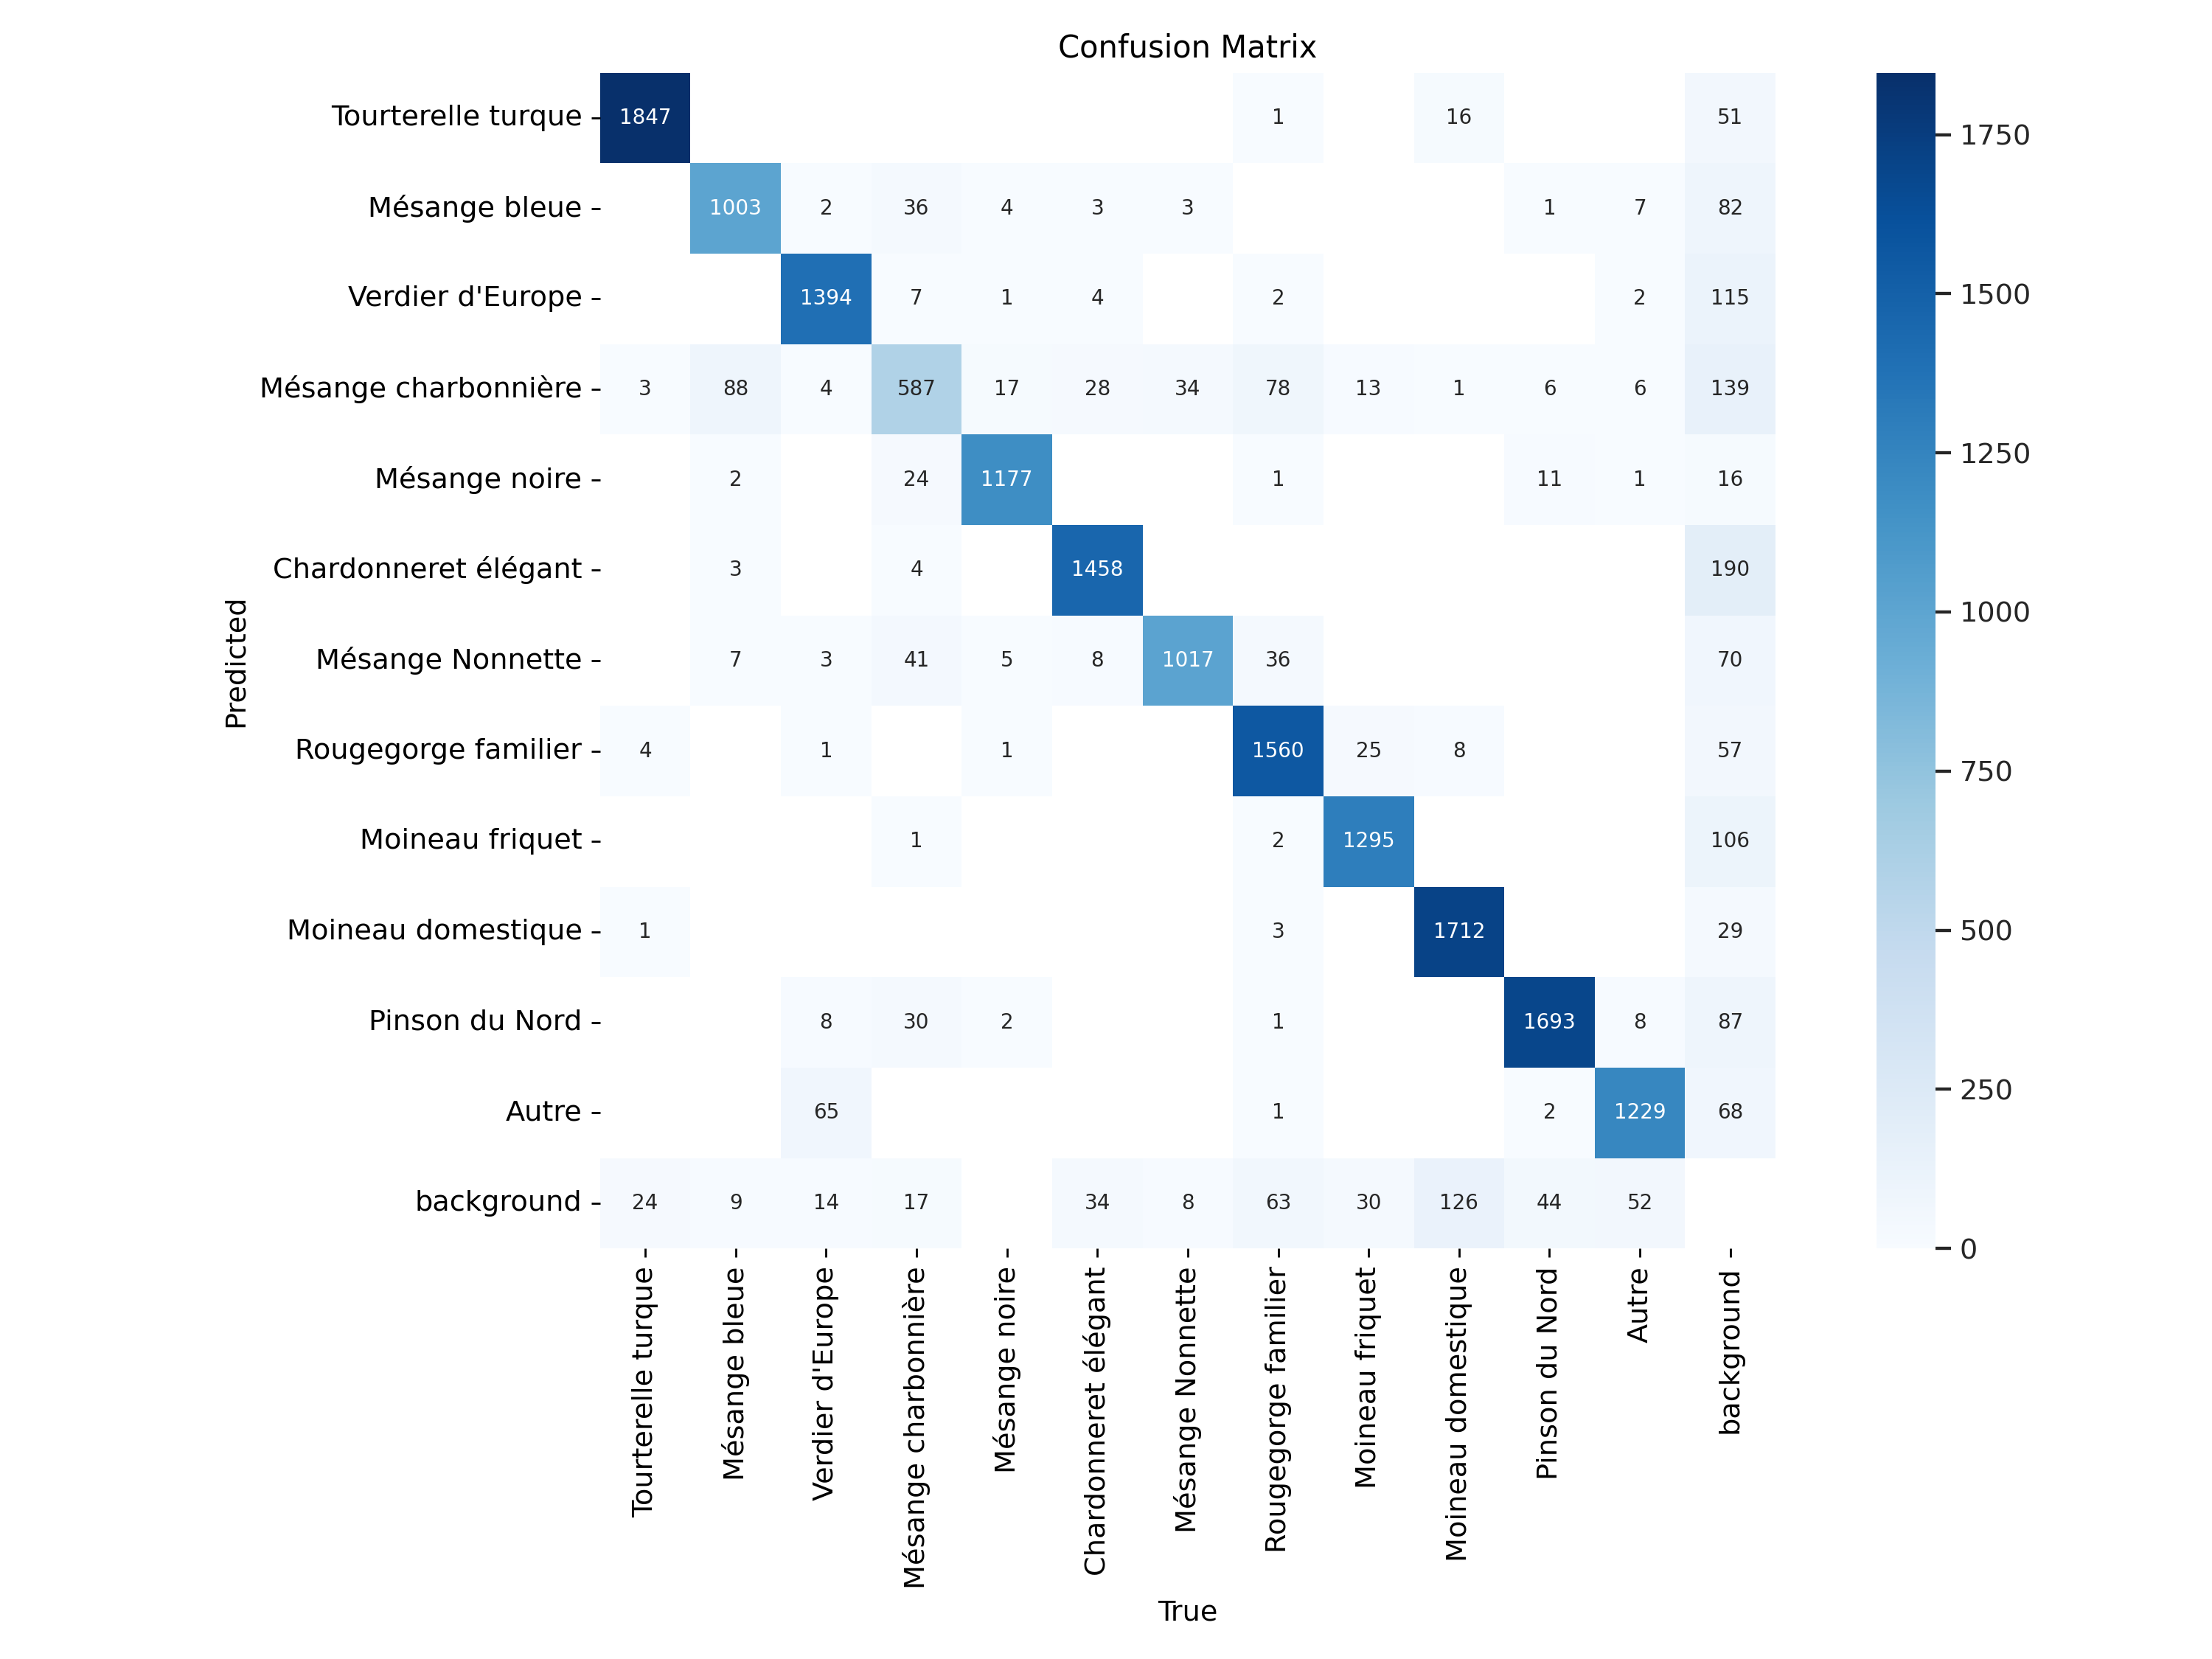 Confusion Matrix
Tourterelle turque 1847 1 16 51
Mésange bleue 1003 2 36 4 3 3 1 7 82
Verdier d'Europe 1394 7 1 4 2 2 115
Mésange charbonnière 3 88 4 587 17 28 34 78 13 1 6 6 139
Mésange noire 2 24 1177 1 11 1 16
Chardonneret élégant 3 4 1458 190
Mésange Nonnette 7 3 41 5 8 1017 36 70
Rougegorge familier 4 1 1 1560 25 8 57
Moineau friquet 1 2 1295 106
Moineau domestique 1 3 1712 29
Pinson du Nord 8 30 2 1 1693 8 87
Autre 65 1 2 1229 68
background 24 9 14 17 34 8 63 30 126 44 52
Predicted
Tourterelle turque
Mésange bleue
Verdier d'Europe
Mésange charbonnière
Mésange noire
Chardonneret élégant
Mésange Nonnette
Rougegorge familier
Moineau friquet
Moineau domestique
Pinson du Nord
Autre
background
True
1750
1500
1250
1000
750
500
250
0